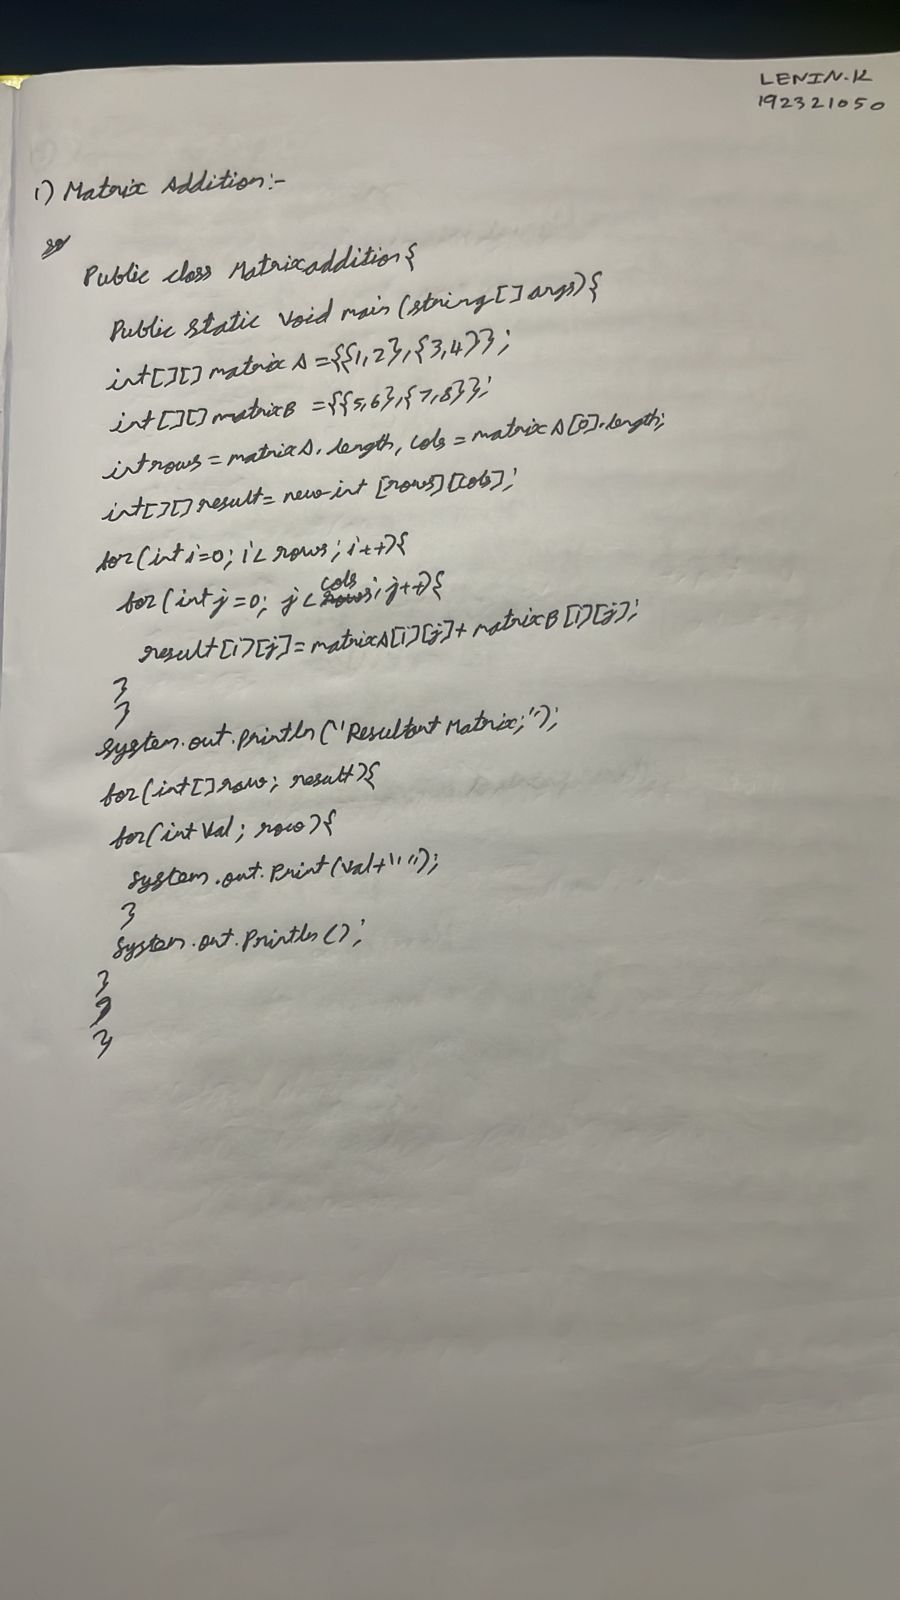 LENIN.K
192321050
1) Matrix Addition:-
Public class Matrixaddition{
Public static void main (string[] args){
int[][] matrix A ={{1,2},{3,4}};
int[][] matrixB ={{5,6},{7,8}};
int rows = matrixA.length, cols = matrixA[0].length;
int[][] result= new int [rows][cols];
for(int i=0; i< rows; i++){
for(int j=0; j< cols; j++){
result[i][j]= matrixA[i][j]+ matrixB[i][j];
}
}
system.out.println("Resultant Matrix;");
for(int[] row; result){
for(int val; row){
system.out.Print(val+" ");
}
system.out.Println();
}
}
}